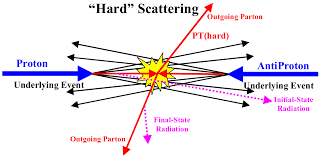 “Hard” Scattering
Outgoing Parton
PT(hard)
Proton
AntiProton
Underlying Event
Underlying Event
Initial-State
Radiation
Final-State
Radiation
Outgoing Parton